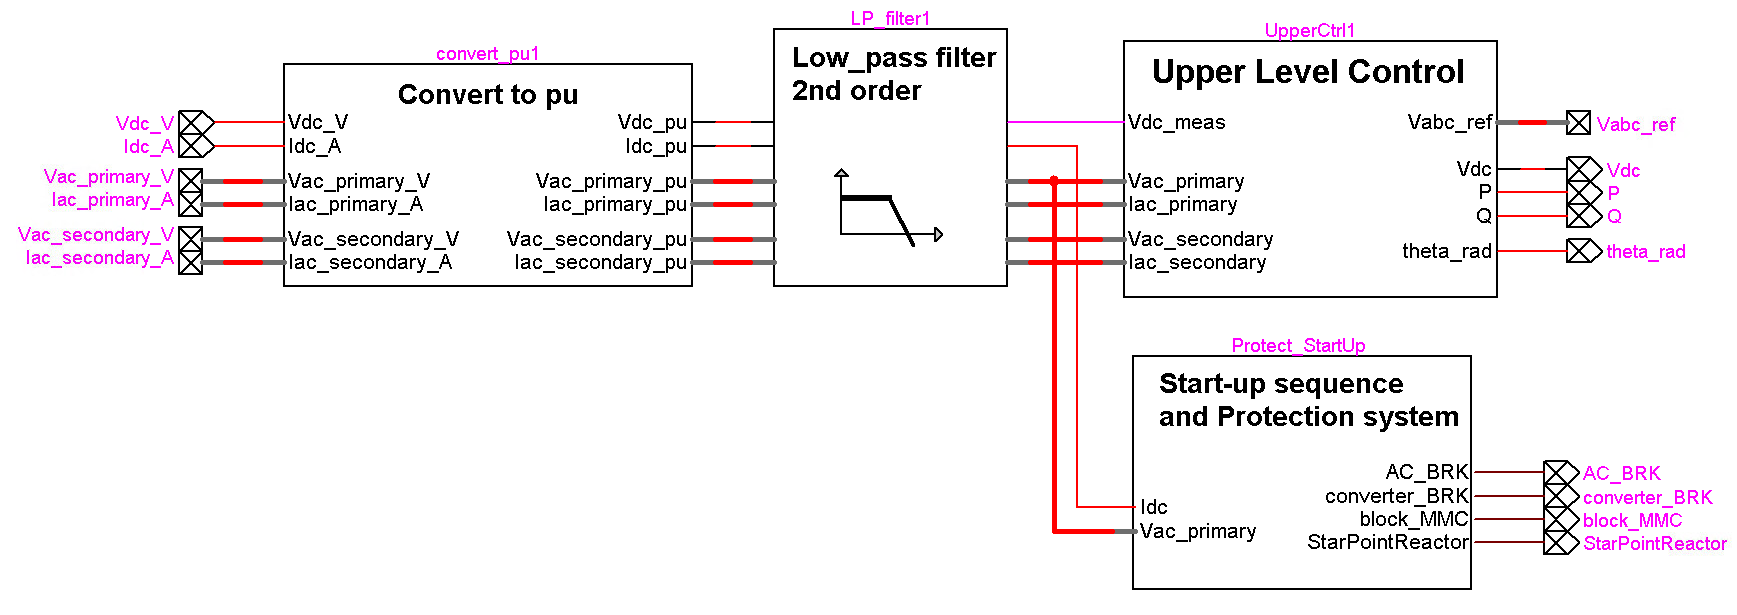 LP_filter1
UpperCtrl1
convert_pu1
Low_pass filter
2nd order
Upper Level Control
Convert to pu
Vdc_V
Idc_A
Vac_primary_V
Iac_primary_A
Vac_secondary_V
Iac_secondary_A
Vdc_V
Idc_A
Vac_primary_V
Iac_primary_A
Vac_secondary_V
Iac_secondary_A
Vdc_pu
Idc_pu
Vac_primary_pu
Iac_primary_pu
Vac_secondary_pu
Iac_secondary_pu
Vdc_meas
Vac_primary
Iac_primary
Vac_secondary
Iac_secondary
Vabc_ref
Vdc
P
Q
theta_rad
Vabc_ref
Vdc
P
Q
theta_rad
Protect_StartUp
Start-up sequence
and Protection system
Idc
Vac_primary
AC_BRK
converter_BRK
block_MMC
StarPointReactor
AC_BRK
converter_BRK
block_MMC
StarPointReactor